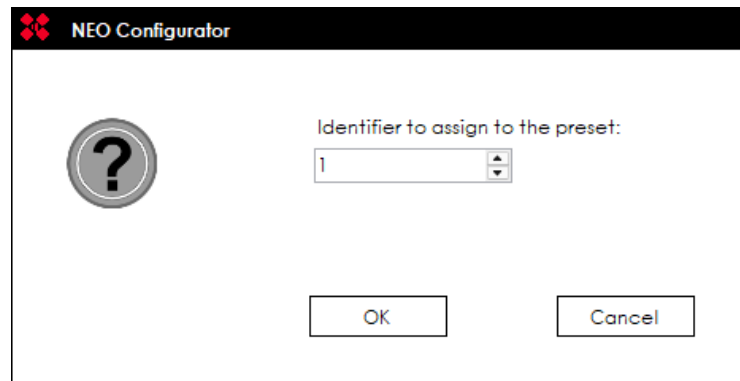 NEO Configurator
Identifier to assign to the preset:
1
OK
Cancel